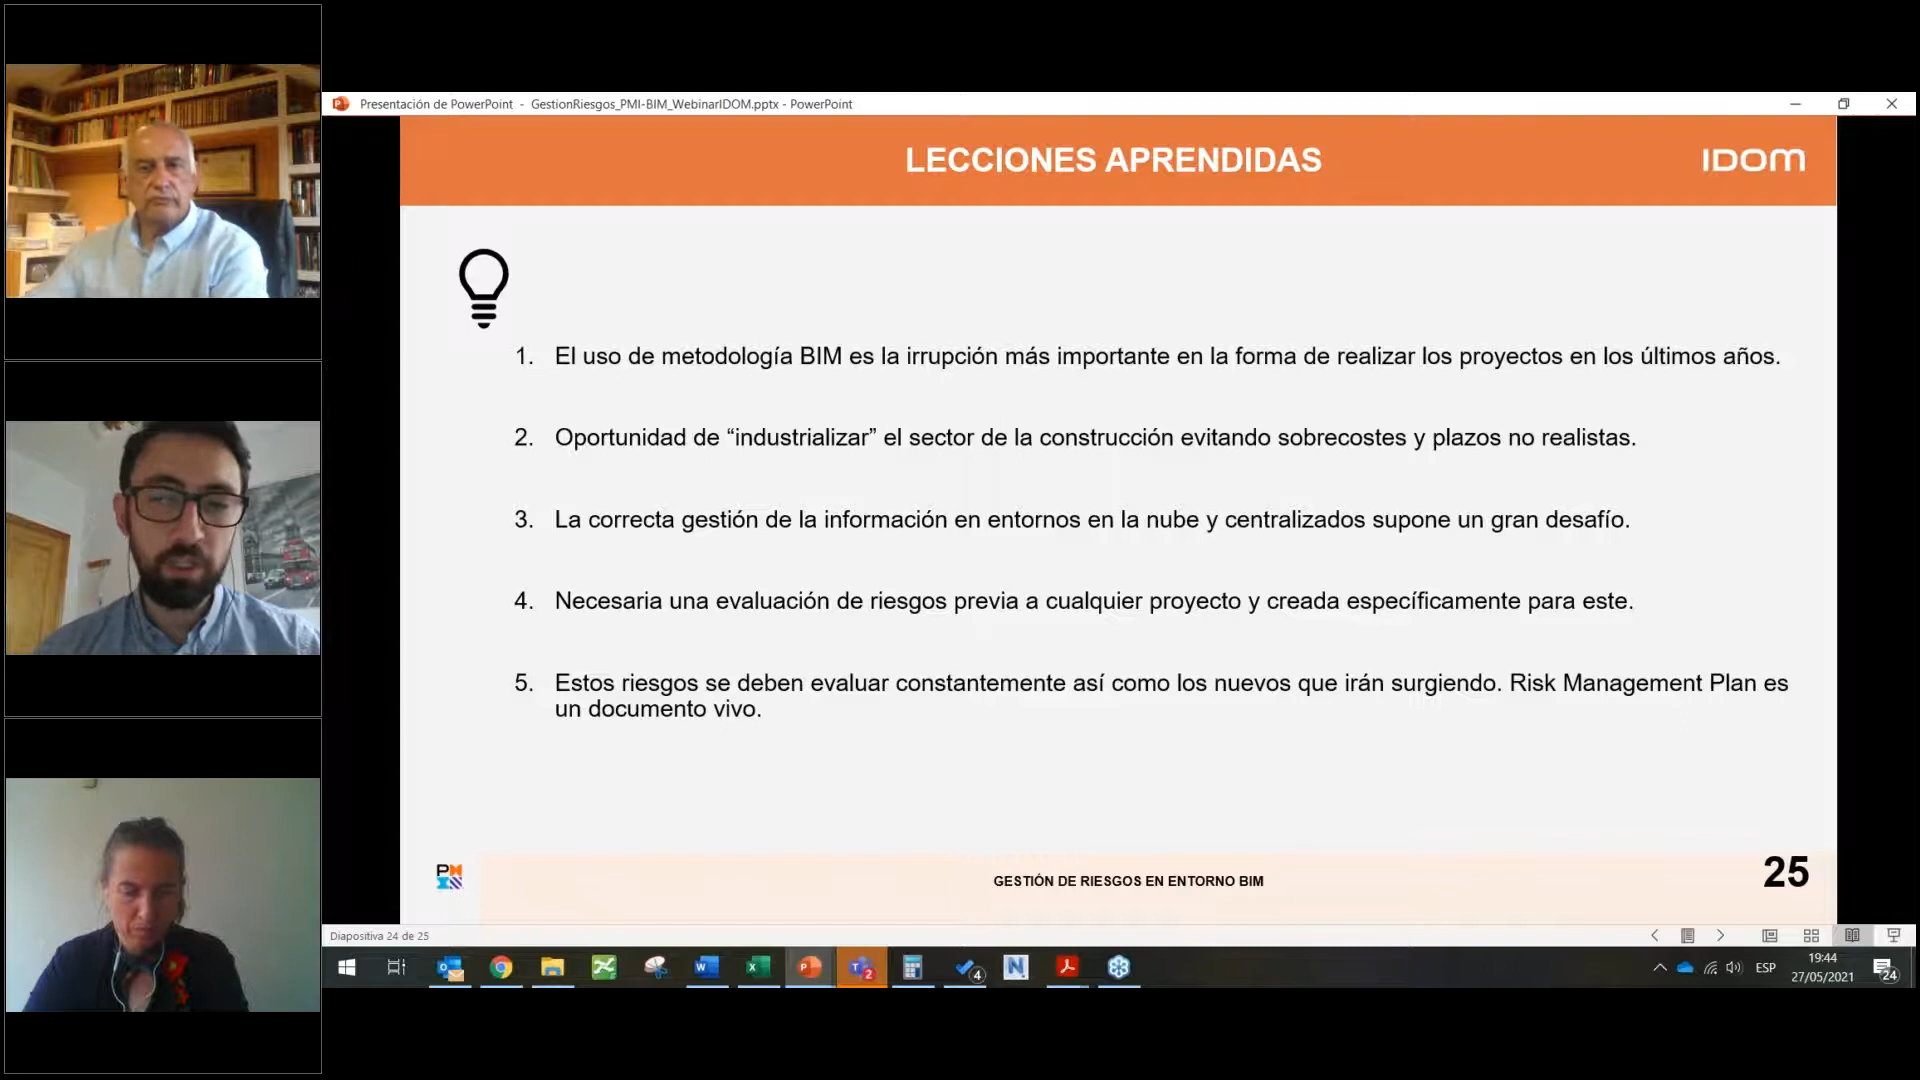 Presentación de PowerPoint - GestionRiesgos_PMI-BIM_WebinarIDOM.pptx - PowerPoint
LECCIONES APRENDIDAS
IDOM
1. El uso de metodología BIM es la irrupción más importante en la forma de realizar los proyectos en los últimos años.
2. Oportunidad de “industrializar” el sector de la construcción evitando sobrecostes y plazos no realistas.
3. La correcta gestión de la información en entornos en la nube y centralizados supone un gran desafío.
4. Necesaria una evaluación de riesgos previa a cualquier proyecto y creada específicamente para este.
5. Estos riesgos se deben evaluar constantemente así como los nuevos que irán surgiendo. Risk Management Plan es
un documento vivo.
GESTIÓN DE RIESGOS EN ENTORNO BIM
25
Diapositiva 24 de 25
4
2
ESP
19:44
27/05/2021
24